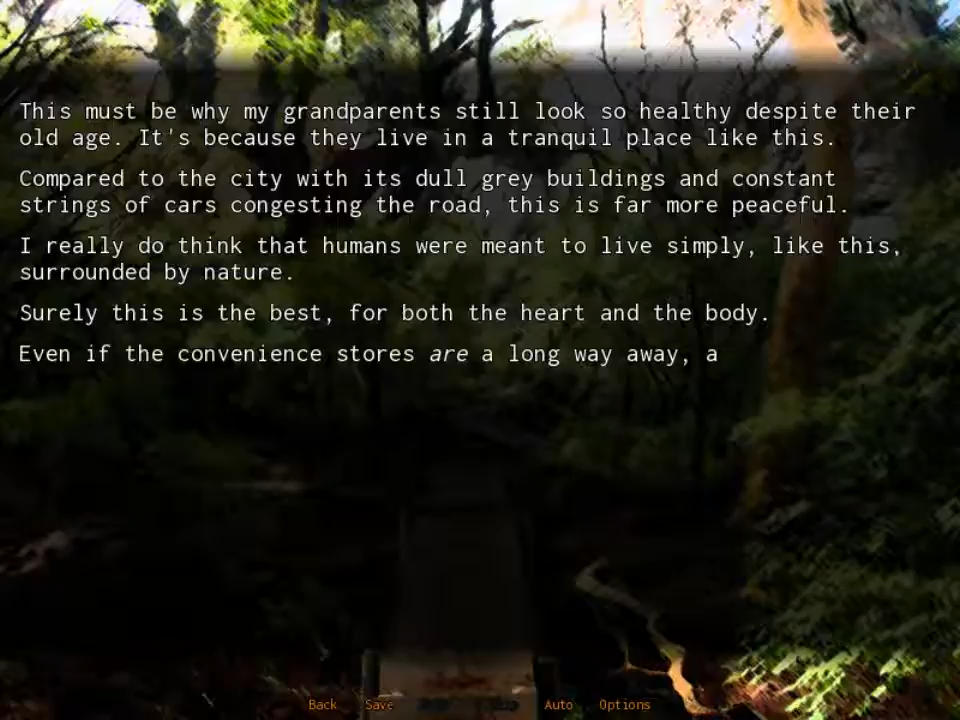 This must be why my grandparents still look so healthy despite their
old age. It's because they live in a tranquil place like this.
Compared to the city with its dull grey buildings and constant
strings of cars congesting the road, this is far more peaceful.
I really do think that humans were meant to live simply, like this,
surrounded by nature.
Surely this is the best, for both the heart and the body.
Even if the convenience stores are a long way away, a
Back Save Auto Options